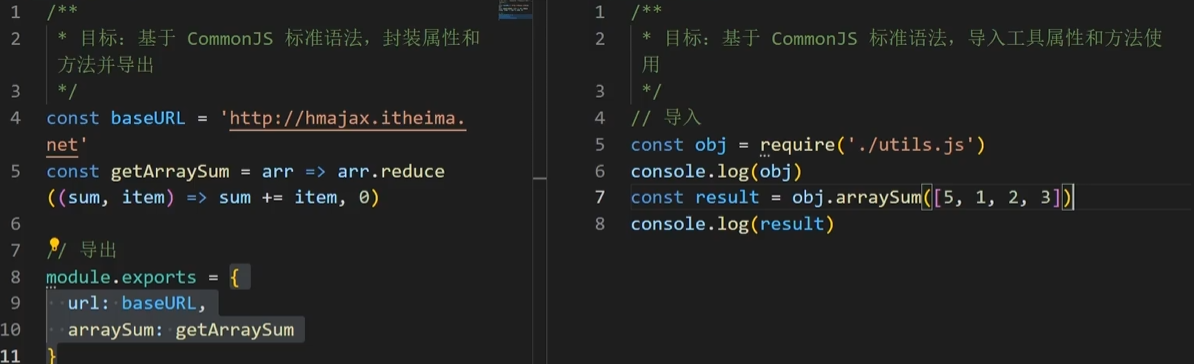 1 /**
2 * 目标：基于 CommonJS 标准语法，封装属性和
方法并导出
3 */
4 const baseURL = 'http://hmajax.itheima.
net'
5 const getArraySum = arr => arr.reduce
((sum, item) => sum += item, 0)
6
7 // 导出
8 module.exports = {
9 url: baseURL,
10 arraySum: getArraySum
11 }
1 /**
2 * 目标：基于 CommonJS 标准语法，导入工具属性和方法使
用
3 */
4 // 导入
5 const obj = require('./utils.js')
6 console.log(obj)
7 const result = obj.arraySum([5, 1, 2, 3])
8 console.log(result)